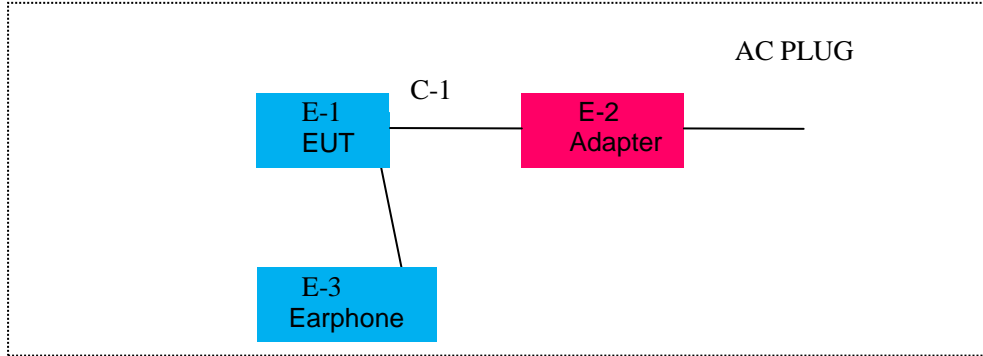 AC PLUG
C-1
E-1
EUT
E-2
Adapter
E-3
Earphone